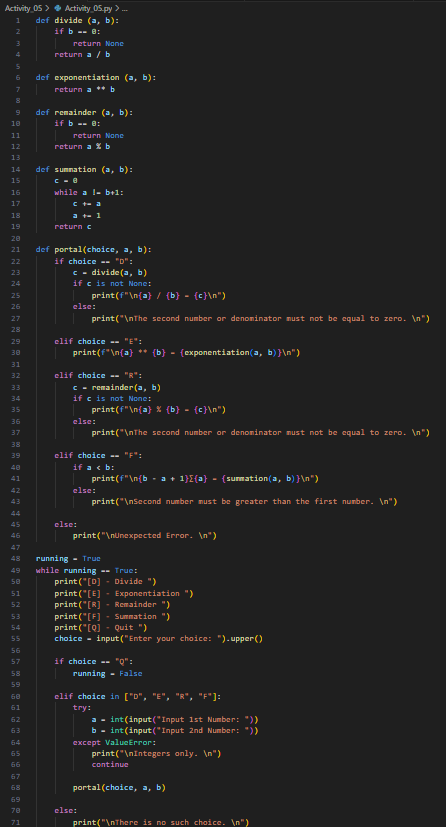 Activity_05 > Activity_05.py > ...
1 def divide (a, b):
2     if b == 0:
3         return None
4     return a / b
5
6 def exponentiation (a, b):
7     return a ** b
8
9 def remainder (a, b):
10     if b == 0:
11         return None
12     return a % b
13
14 def summation (a, b):
15     c = 0
16     while a != b+1:
17         c += a
18         a += 1
19     return c
20
21 def portal(choice, a, b):
22     if choice == "D":
23         c = divide(a, b)
24         if c is not None:
25             print(f"\n{a} / {b} = {c}\n")
26         else:
27             print("\nThe second number or denominator must not be equal to zero. \n")
28
29     elif choice == "E":
30         print(f"\n{a} ** {b} = {exponentiation(a, b)}\n")
31
32     elif choice == "R":
33         c = remainder(a, b)
34         if c is not None:
35             print(f"\n{a} % {b} = {c}\n")
36         else:
37             print("\nThe second number or denominator must not be equal to zero. \n")
38
39     elif choice == "F":
40         if a < b:
41             print(f"\n{b - a + 1}Σ{a} = {summation(a, b)}\n")
42         else:
43             print("\nSecond number must be greater than the first number. \n")
44
45     else:
46         print("\nUnexpected Error. \n")
47
48 running = True
49 while running == True:
50     print("[D] - Divide ")
51     print("[E] - Exponentiation ")
52     print("[R] - Remainder ")
53     print("[F] - Summation ")
54     print("[Q] - Quit ")
55     choice = input("Enter your choice: ").upper()
56
57     if choice == "Q":
58         running = False
59
60     elif choice in ["D", "E", "R", "F"]:
61         try:
62             a = int(input("Input 1st Number: "))
63             b = int(input("Input 2nd Number: "))
64         except ValueError:
65             print("\nIntegers only. \n")
66             continue
67
68         portal(choice, a, b)
69
70     else:
71         print("\nThere is no such choice. \n")